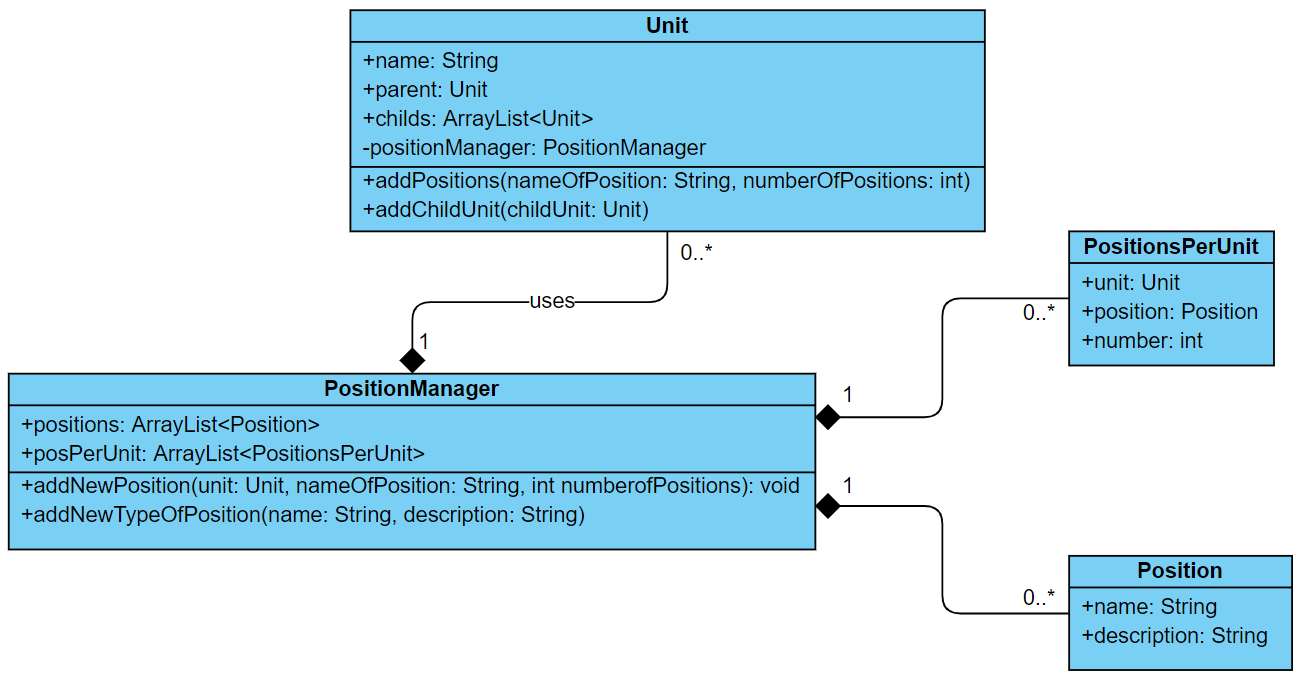 Unit
+name: String
+parent: Unit
+childs: ArrayList<Unit>
-positionManager: PositionManager
+addPositions(nameOfPosition: String, numberOfPositions: int)
+addChildUnit(childUnit: Unit)
0..*
uses
1
PositionsPerUnit
+unit: Unit
+position: Position
+number: int
0..*
1
PositionManager
+positions: ArrayList<Position>
+posPerUnit: ArrayList<PositionsPerUnit>
+addNewPosition(unit: Unit, nameOfPosition: String, int numberofPositions): void
+addNewTypeOfPosition(name: String, description: String)
1
0..*
Position
+name: String
+description: String